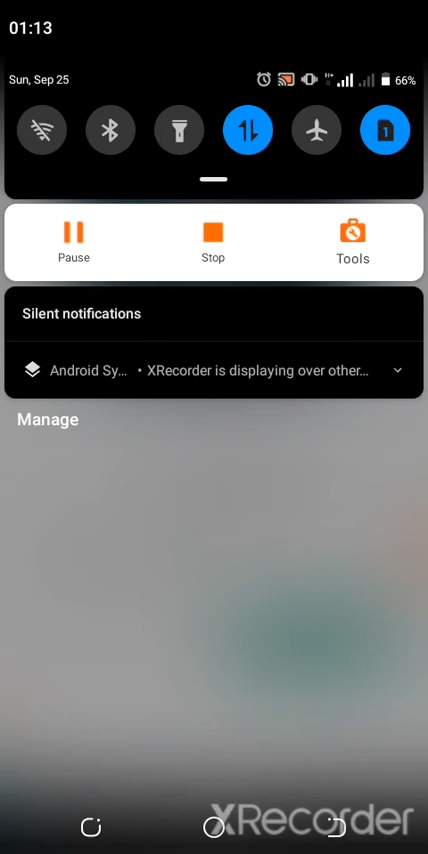 01:13
Sun, Sep 25
H+
66%
1
Pause
Stop
Tools
Silent notifications
Android Sy... • XRecorder is displaying over other...
Manage
XRecorder